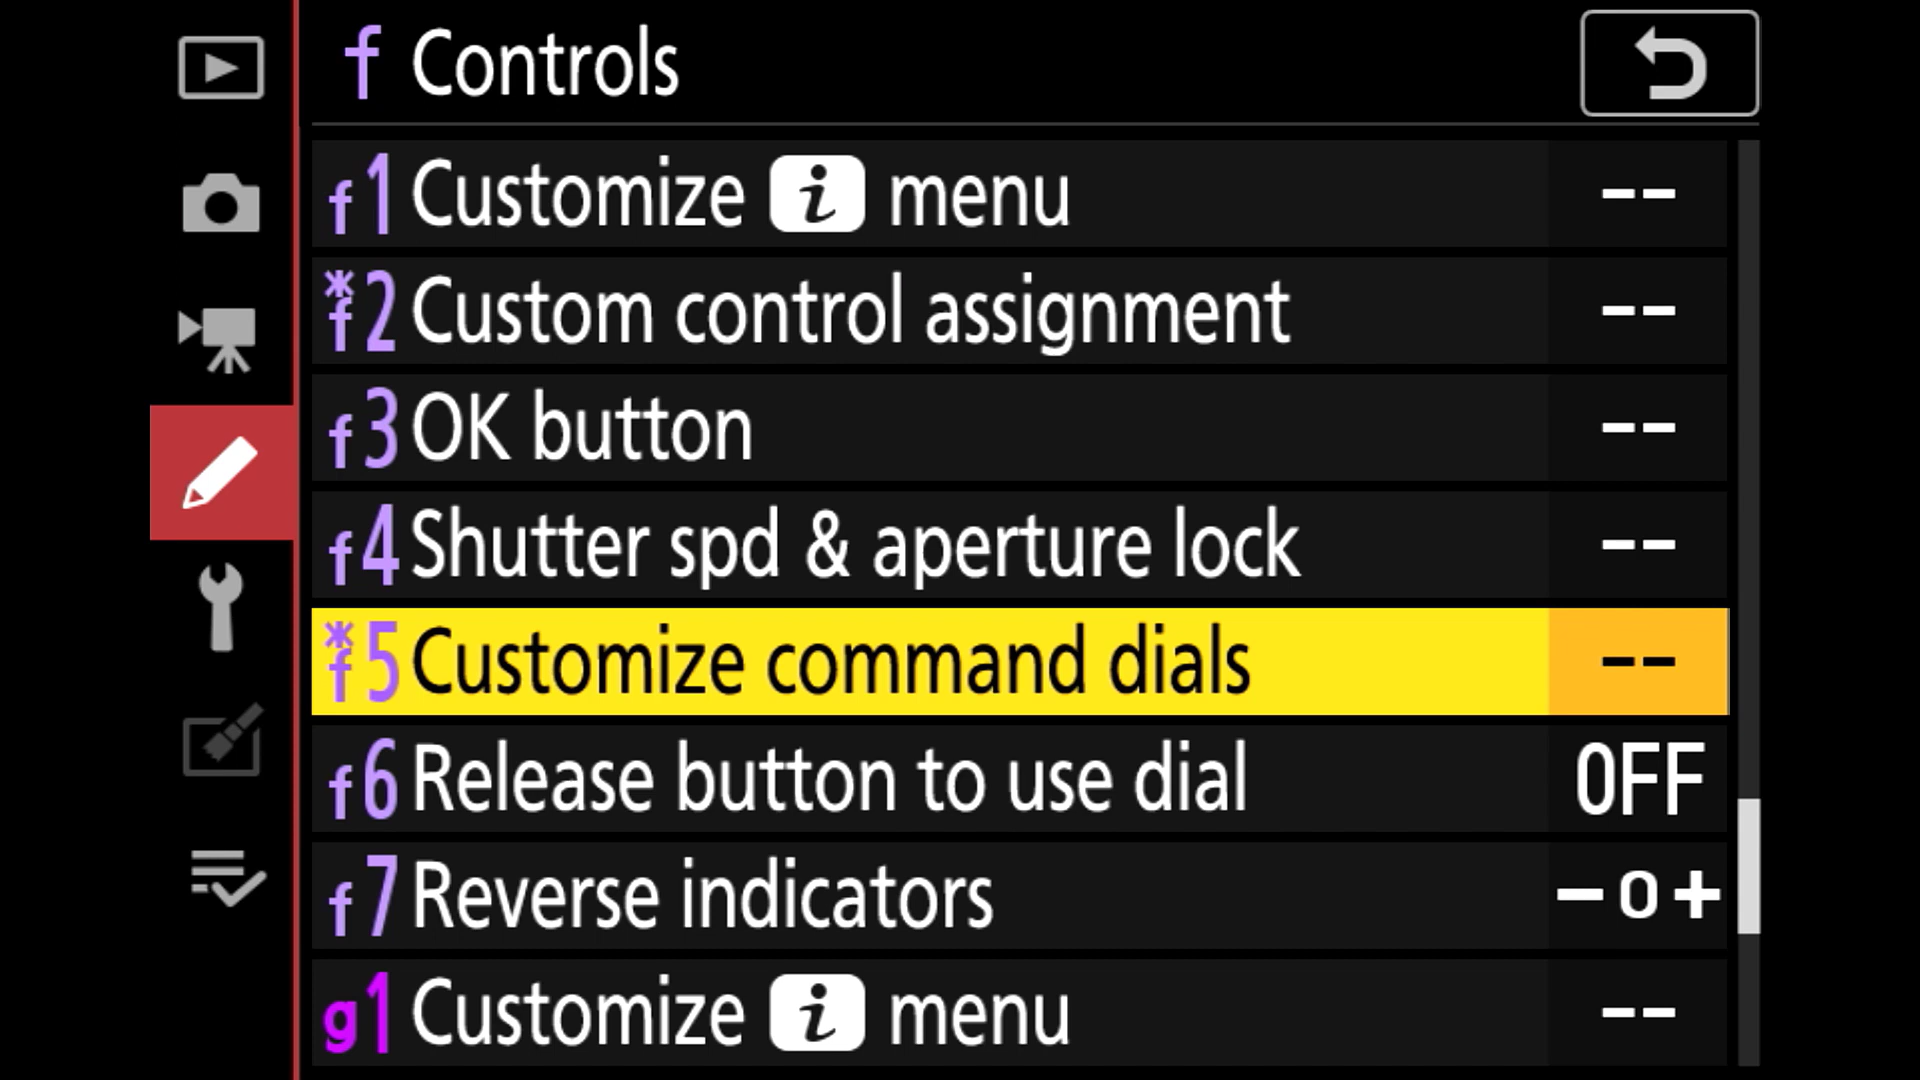 f Controls
f1 Customize i menu --
*f2 Custom control assignment --
f3 OK button --
f4 Shutter spd & aperture lock --
*f5 Customize command dials --
f6 Release button to use dial OFF
f7 Reverse indicators -0+
g1 Customize i menu --